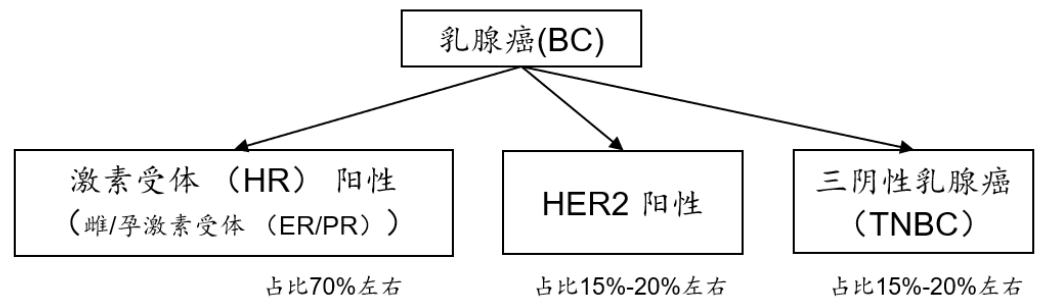 乳腺癌(BC)
激素受体 （HR） 阳性
（雌/孕激素受体 （ER/PR））
HER2 阳性
三阴性乳腺癌
（TNBC）
占比70%左右
占比15%-20%左右
占比15%-20%左右